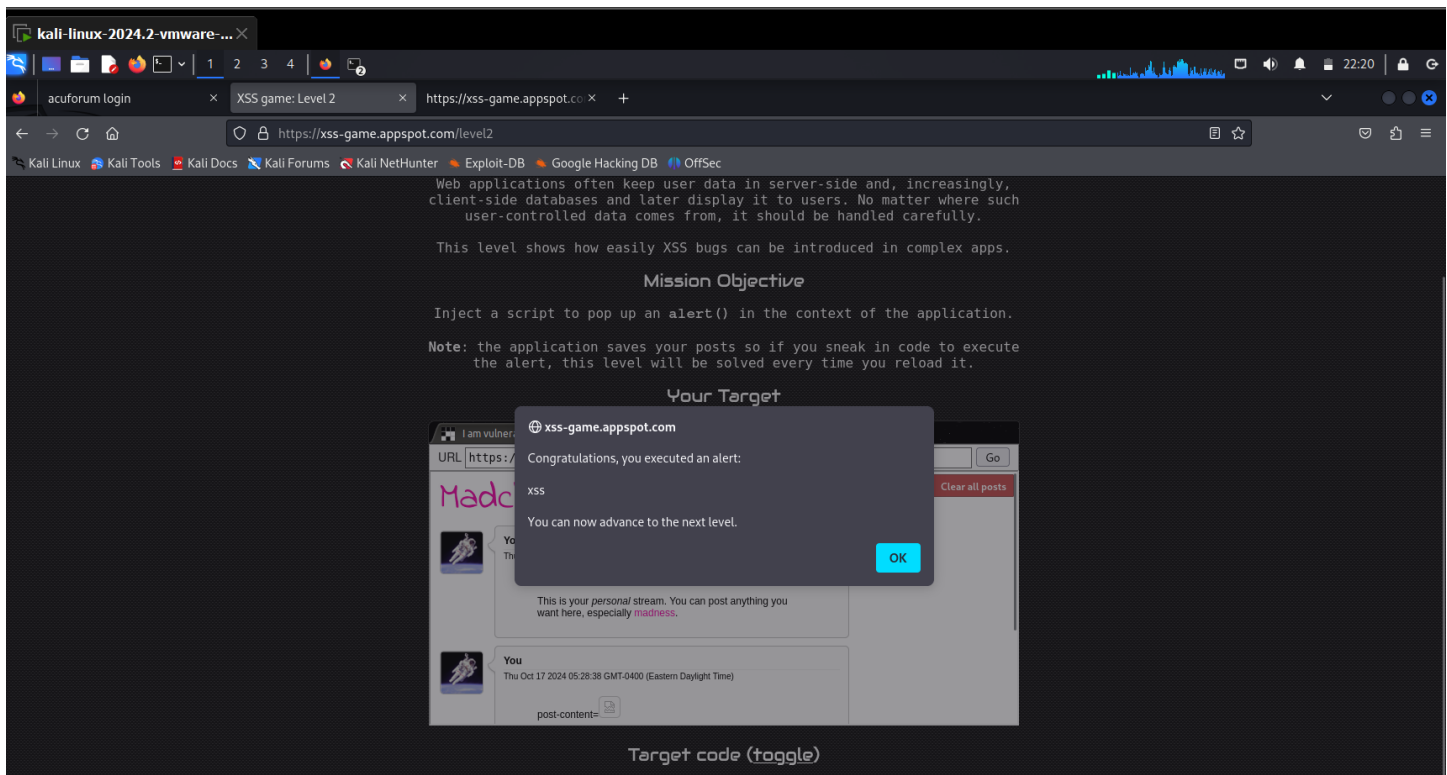 kali-linux-2024.2-vmware-...
1 2 3 4 22:20
acuforum login XSS game: Level 2 https://xss-game.appspot.co
https://xss-game.appspot.com/level2
Kali Linux Kali Tools Kali Docs Kali Forums Kali NetHunter Exploit-DB Google Hacking DB OffSec
Web applications often keep user data in server-side and, increasingly,
client-side databases and later display it to users. No matter where such
user-controlled data comes from, it should be handled carefully.
This level shows how easily XSS bugs can be introduced in complex apps.
Mission Objective
Inject a script to pop up an alert() in the context of the application.
Note: the application saves your posts so if you sneak in code to execute
the alert, this level will be solved every time you reload it.
Your Target
I am vulner
URL https:/ Go
Madc
Clear all posts
xss-game.appspot.com
Congratulations, you executed an alert:
xss
You can now advance to the next level.
OK
Yo
Th
This is your personal stream. You can post anything you
want here, especially madness.
You
Thu Oct 17 2024 05:28:38 GMT-0400 (Eastern Daylight Time)
post-content=
Target code (toggle)